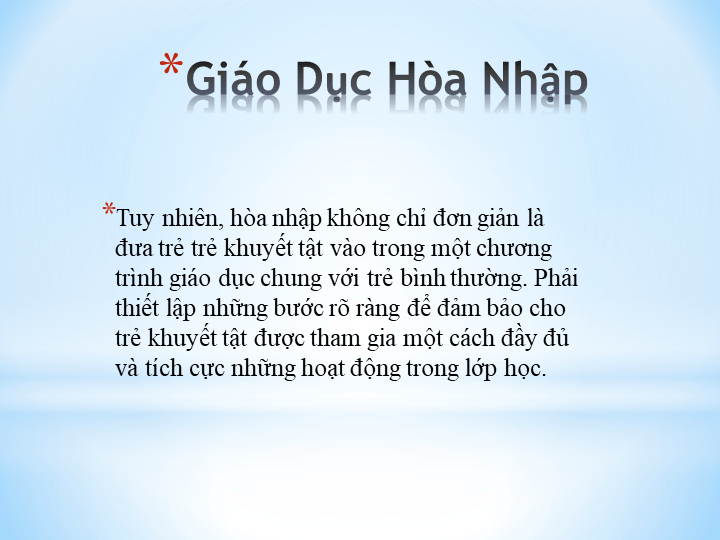 *Giáo Dục Hòa Nhập
*Tuy nhiên, hòa nhập không chỉ đơn giản là
đưa trẻ trẻ khuyết tật vào trong một chương
trình giáo dục chung với trẻ bình thường. Phải
thiết lập những bước rõ ràng để đảm bảo cho
trẻ khuyết tật được tham gia một cách đầy đủ
và tích cực những hoạt động trong lớp học.